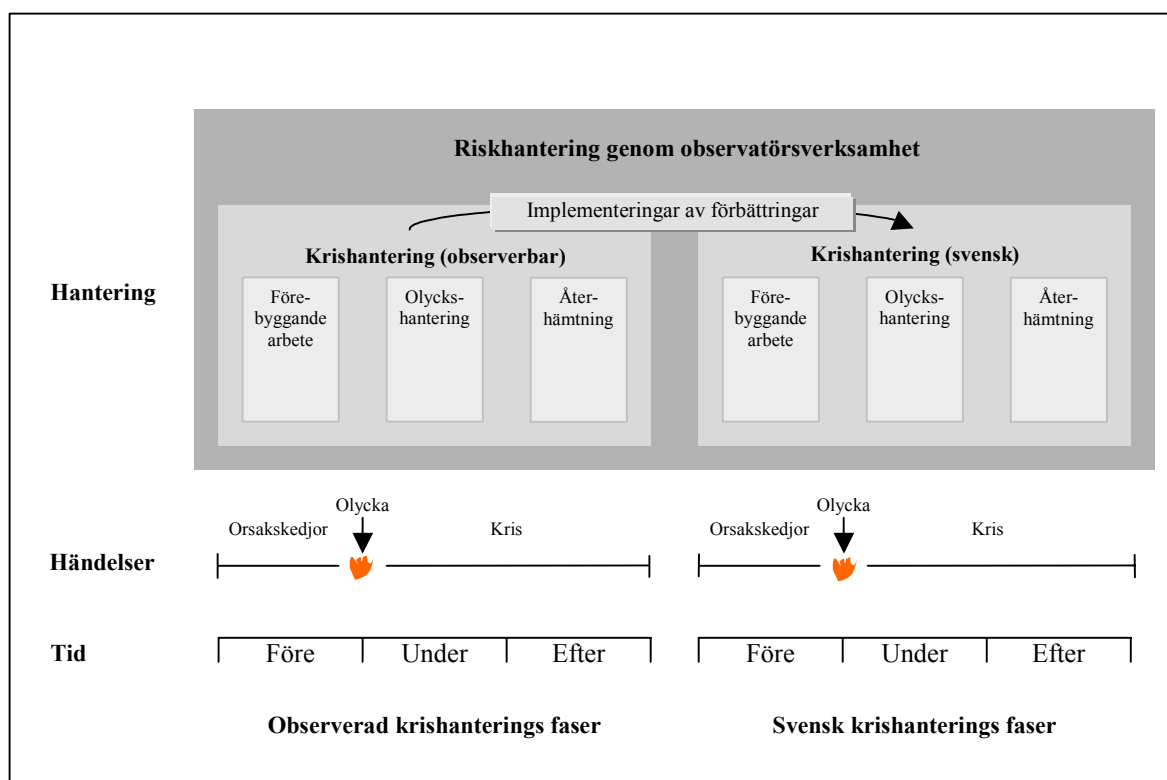 Riskhantering genom observatörsverksamhet
Implementeringar av förbättringar
Hantering
Krishantering (observerbar)
Före-
byggande
arbete
Olycks-
hantering
Åter-
hämtning
Krishantering (svensk)
Före-
byggande
arbete
Olycks-
hantering
Åter-
hämtning
Händelser
Orsakskedjor
Olycka
Kris
Orsakskedjor
Olycka
Kris
Tid
Före
Under
Efter
Före
Under
Efter
Observerad krishanterings faser
Svensk krishanterings faser